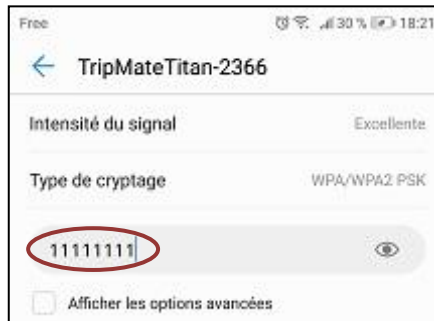 Free 30 % 18:21
TripMateTitan-2366
Intensité du signal Excellente
Type de cryptage WPA/WPA2 PSK
11111111
Afficher les options avancées